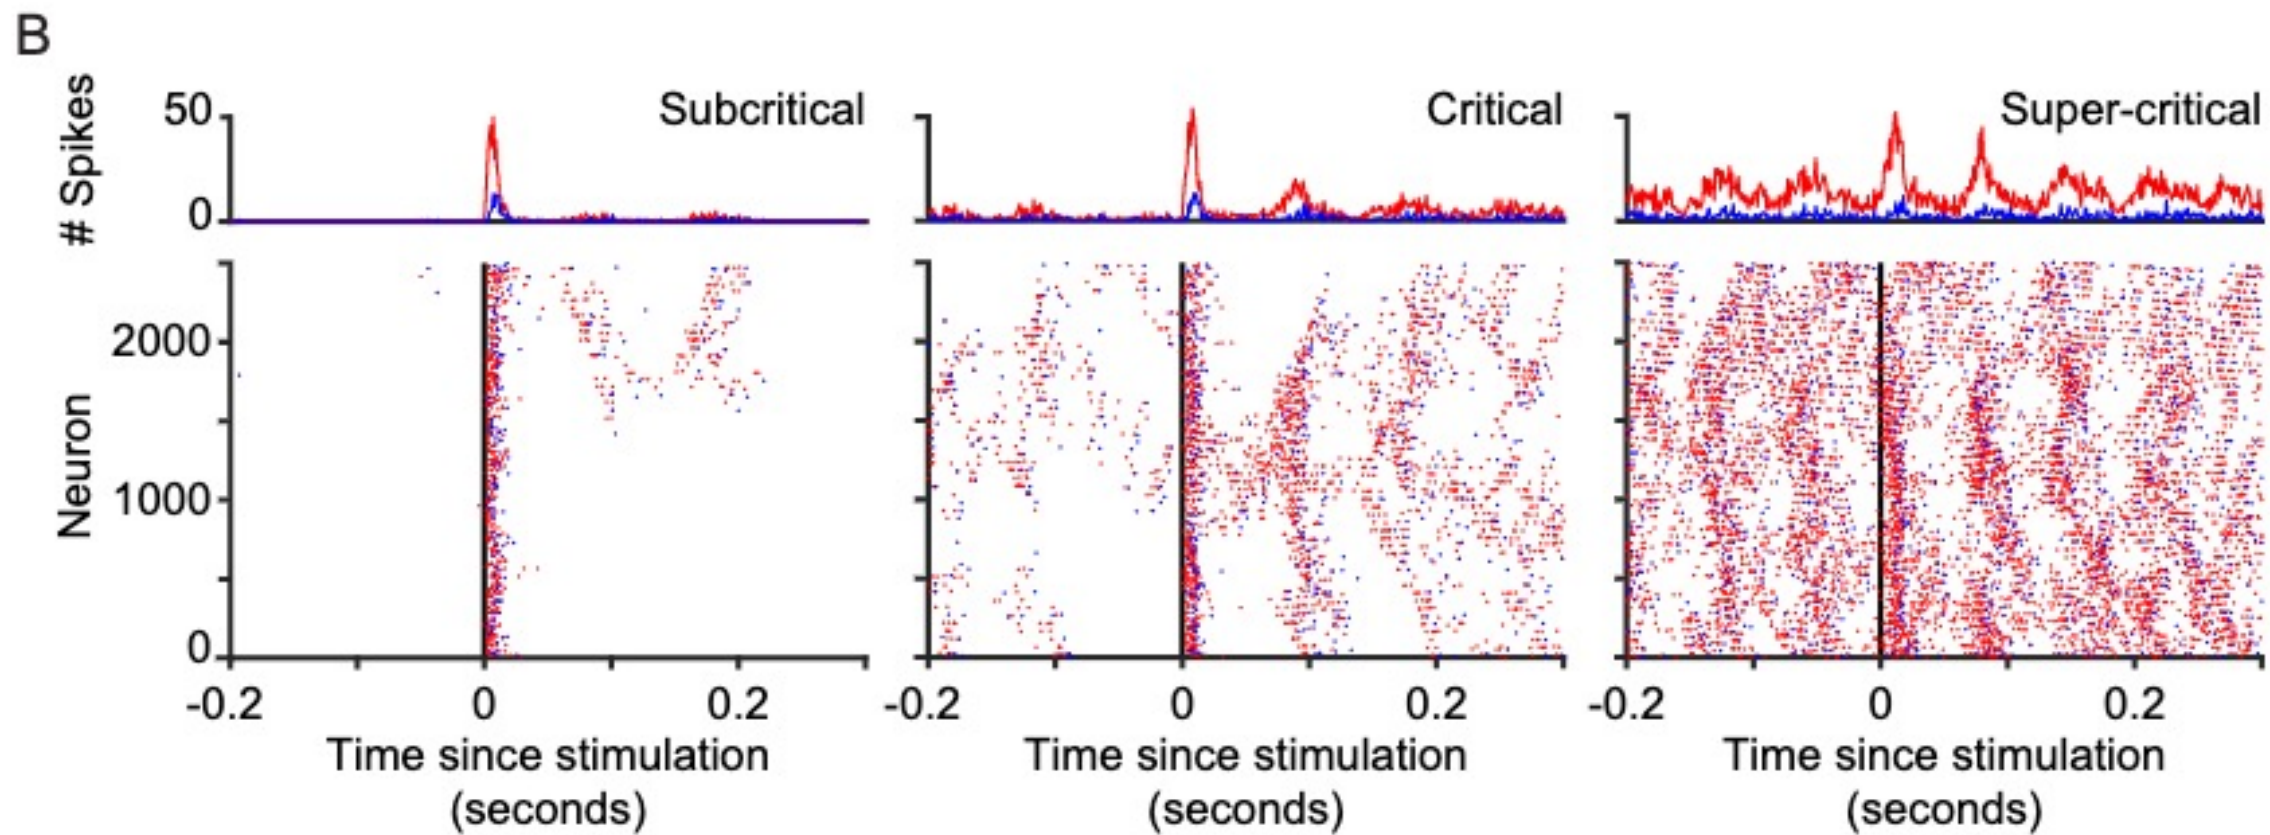 B
# Spikes
50
0
Subcritical
Critical
Super-critical
Neuron
2000
1000
0
-0.2 0 0.2
-0.2 0 0.2
-0.2 0 0.2
Time since stimulation
(seconds)
Time since stimulation
(seconds)
Time since stimulation
(seconds)